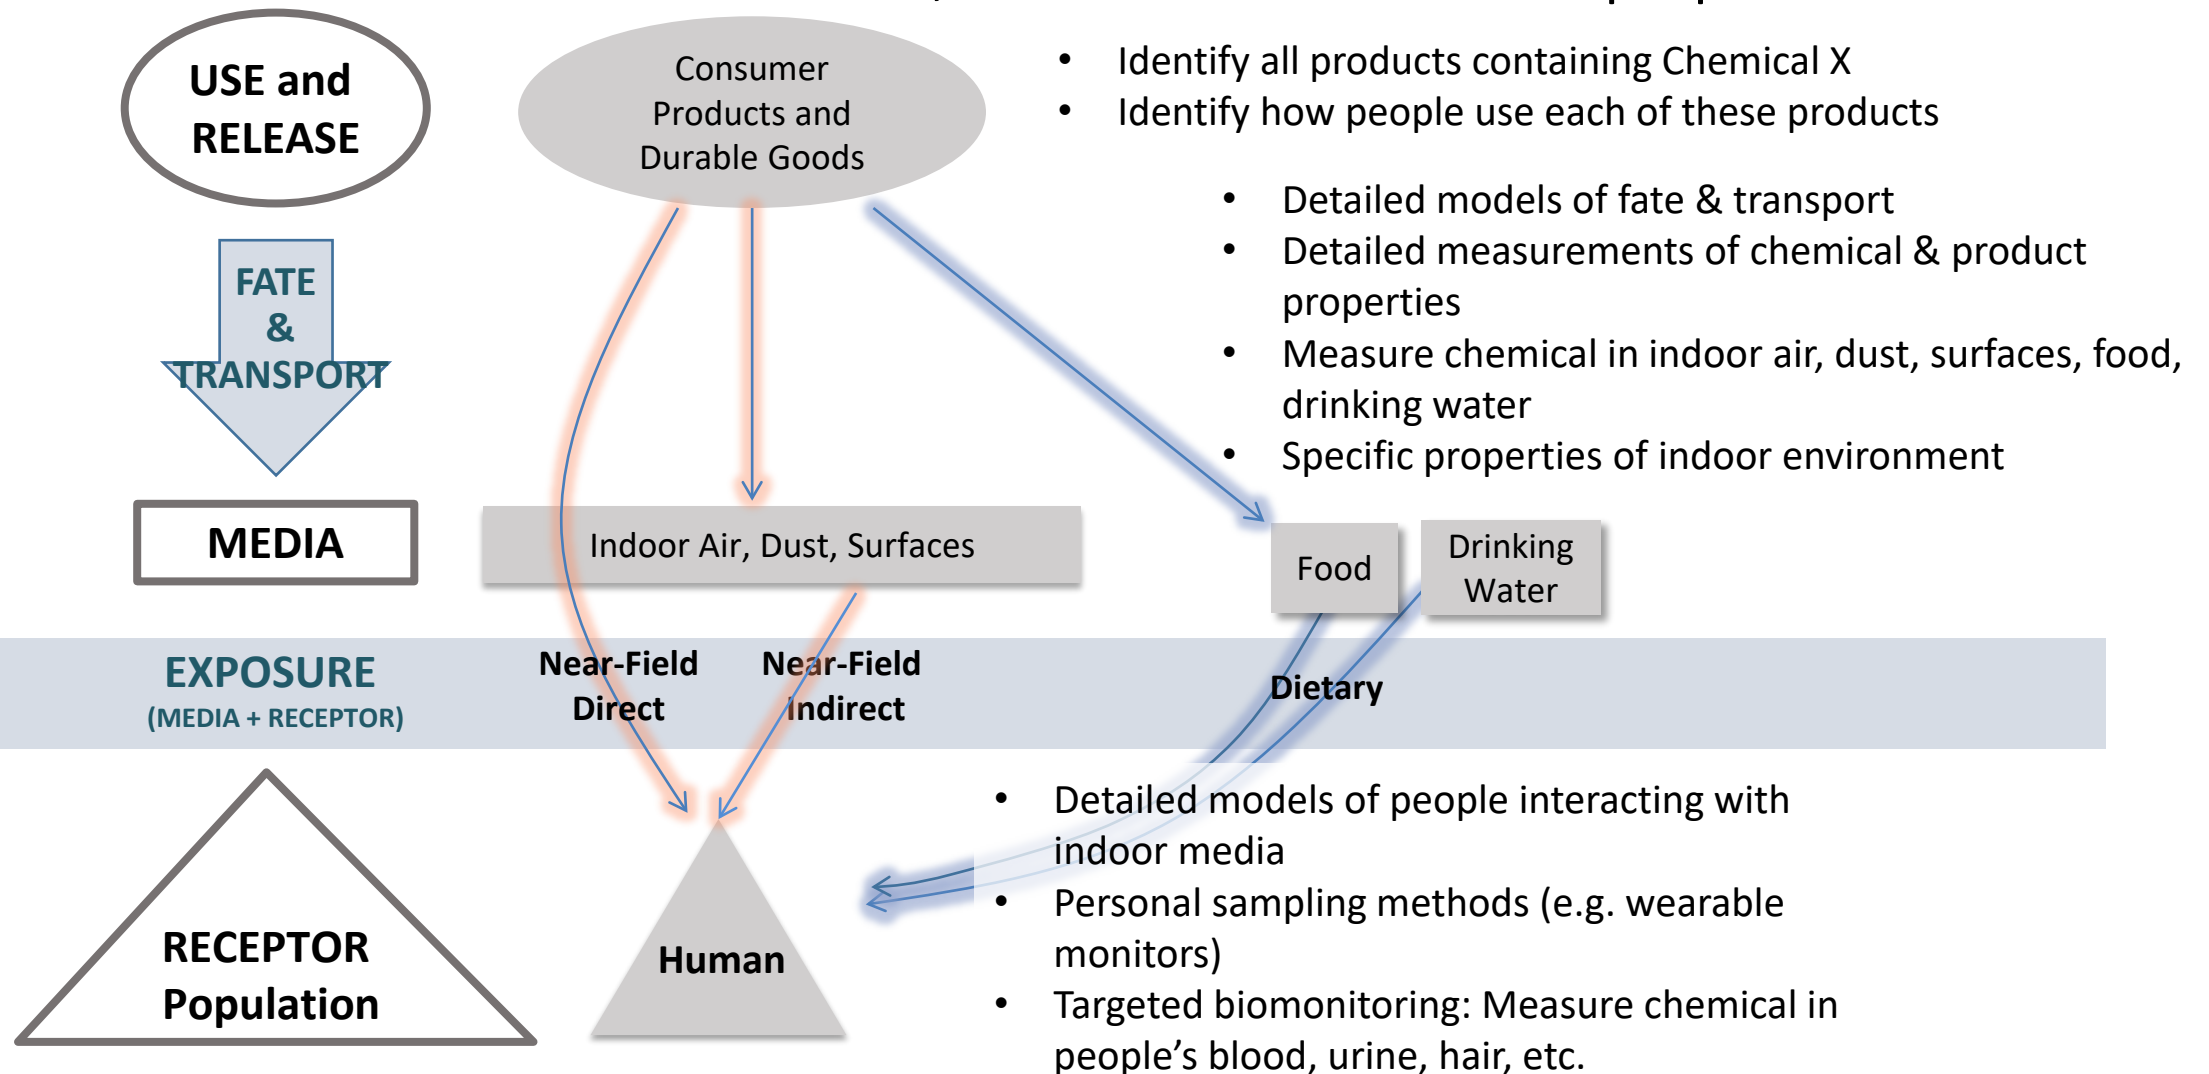 USE and
RELEASE
Consumer
Products and
Durable Goods
• Identify all products containing Chemical X
• Identify how people use each of these products
• Detailed models of fate & transport
• Detailed measurements of chemical & product
properties
• Measure chemical in indoor air, dust, surfaces, food,
drinking water
• Specific properties of indoor environment
FATE
&
TRANSPORT
MEDIA
Indoor Air, Dust, Surfaces
Food
Drinking
Water
EXPOSURE
(MEDIA + RECEPTOR)
Near-Field
Direct
Near-Field
Indirect
Dietary
RECEPTOR
Population
Human
• Detailed models of people interacting with
indoor media
• Personal sampling methods (e.g. wearable
monitors)
• Targeted biomonitoring: Measure chemical in
people’s blood, urine, hair, etc.